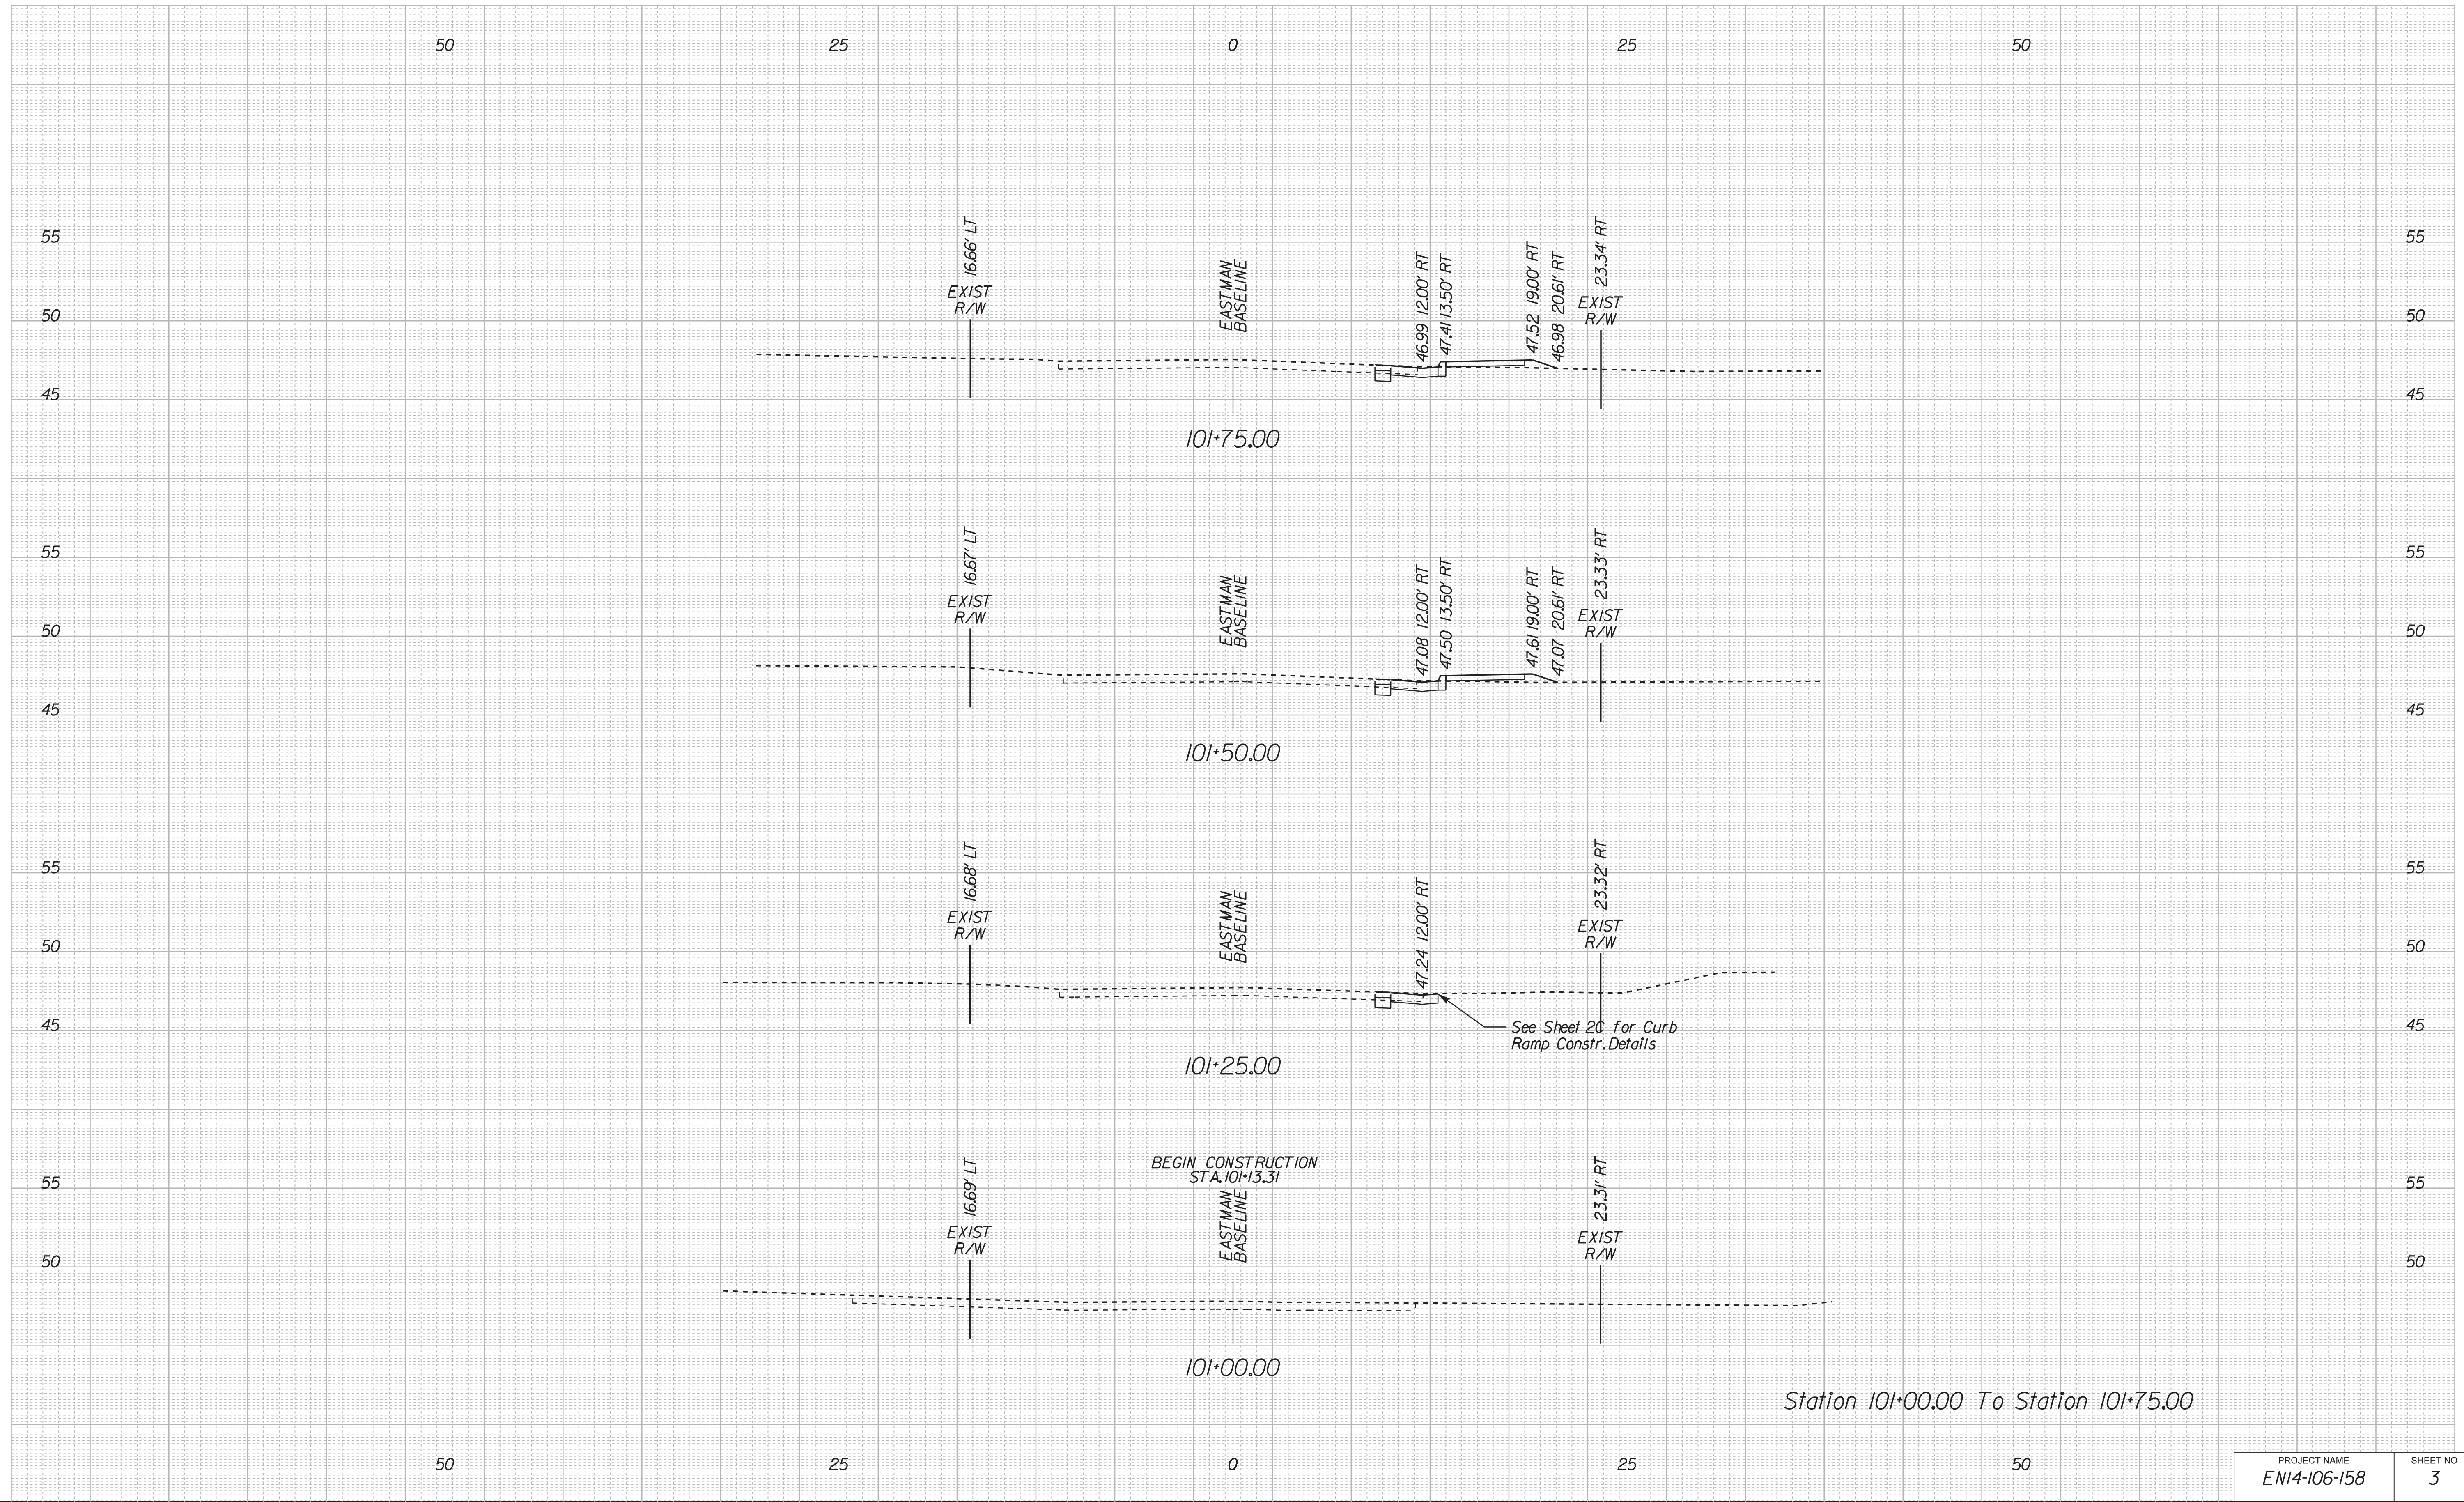 50 25 0 25 50
16.66' LT
EXIST
R/W
EASTMAN
BASELINE
46.99 12.00' RT
47.41 13.50' RT
47.52 19.00' RT
46.98 20.61' RT
23.34' RT
EXIST
R/W
55 55
50 50
45 45
101+75.00
16.67' LT
EXIST
R/W
EASTMAN
BASELINE
47.08 12.00' RT
47.50 13.50' RT
47.61 19.00' RT
47.07 20.61' RT
23.33' RT
EXIST
R/W
55 55
50 50
45 45
101+50.00
16.68' LT
EXIST
R/W
EASTMAN
BASELINE
47.24 12.00' RT
23.32' RT
EXIST
R/W
55 55
50 50
45 45
See Sheet 2C for Curb
Ramp Constr. Details
101+25.00
BEGIN CONSTRUCTION
STA. 101+13.31
16.69' LT
EXIST
R/W
EASTMAN
BASELINE
23.31' RT
EXIST
R/W
55 55
50 50
101+00.00
Station 101+00.00 To Station 101+75.00
50 25 0 25 50
PROJECT NAME
EN14-106-158
SHEET NO.
3